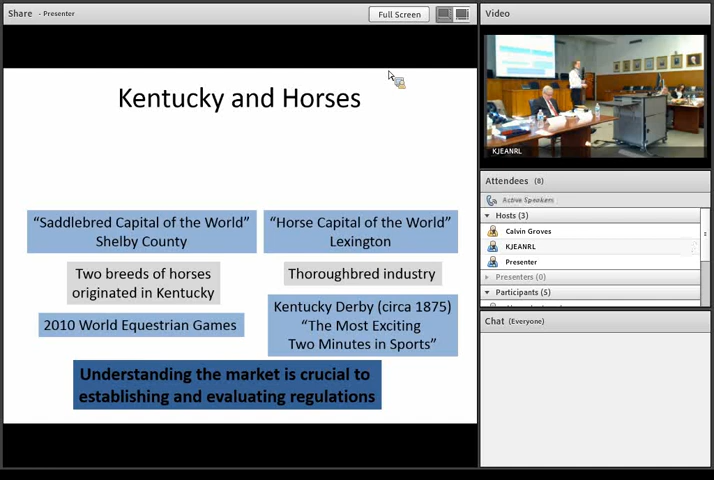 Share - Presenter
Full Screen
Kentucky and Horses
“Saddlebred Capital of the World”
Shelby County
“Horse Capital of the World”
Lexington
Two breeds of horses
originated in Kentucky
Thoroughbred industry
2010 World Equestrian Games
Kentucky Derby (circa 1875)
“The Most Exciting
Two Minutes in Sports”
Understanding the market is crucial to
establishing and evaluating regulations
Video
KJEANRL
Attendees (8)
Active Speakers
Hosts (3)
Calvin Groves
KJEANRL
Presenter
Presenters (0)
Participants (5)
Chat (Everyone)